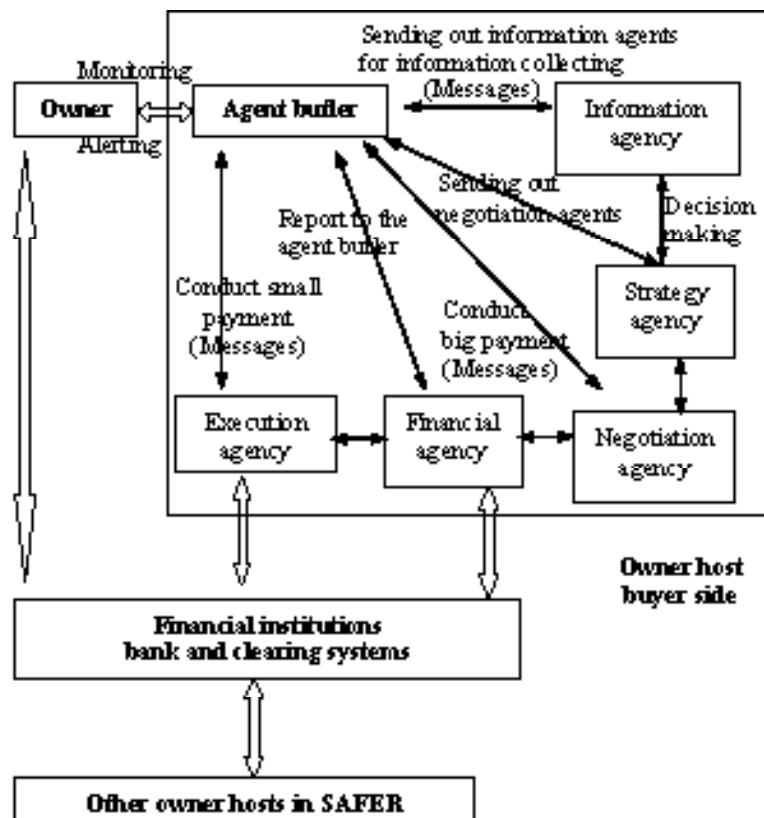 Sending out information agents
for information collecting
(Messages)
Monitoring
Owner
Alerting
Agent butler
Information
agency
Sending out
negotiation agents
Decision
making
Report to the
agent butler
Strategy
agency
Conduct small
payment
(Messages)
Conduct
big payment
(Messages)
Execution
agency
Financial
agency
Negotiation
agency
Owner host
buyer side
Financial institutions
bank and clearing systems
Other owner hosts in SAFER